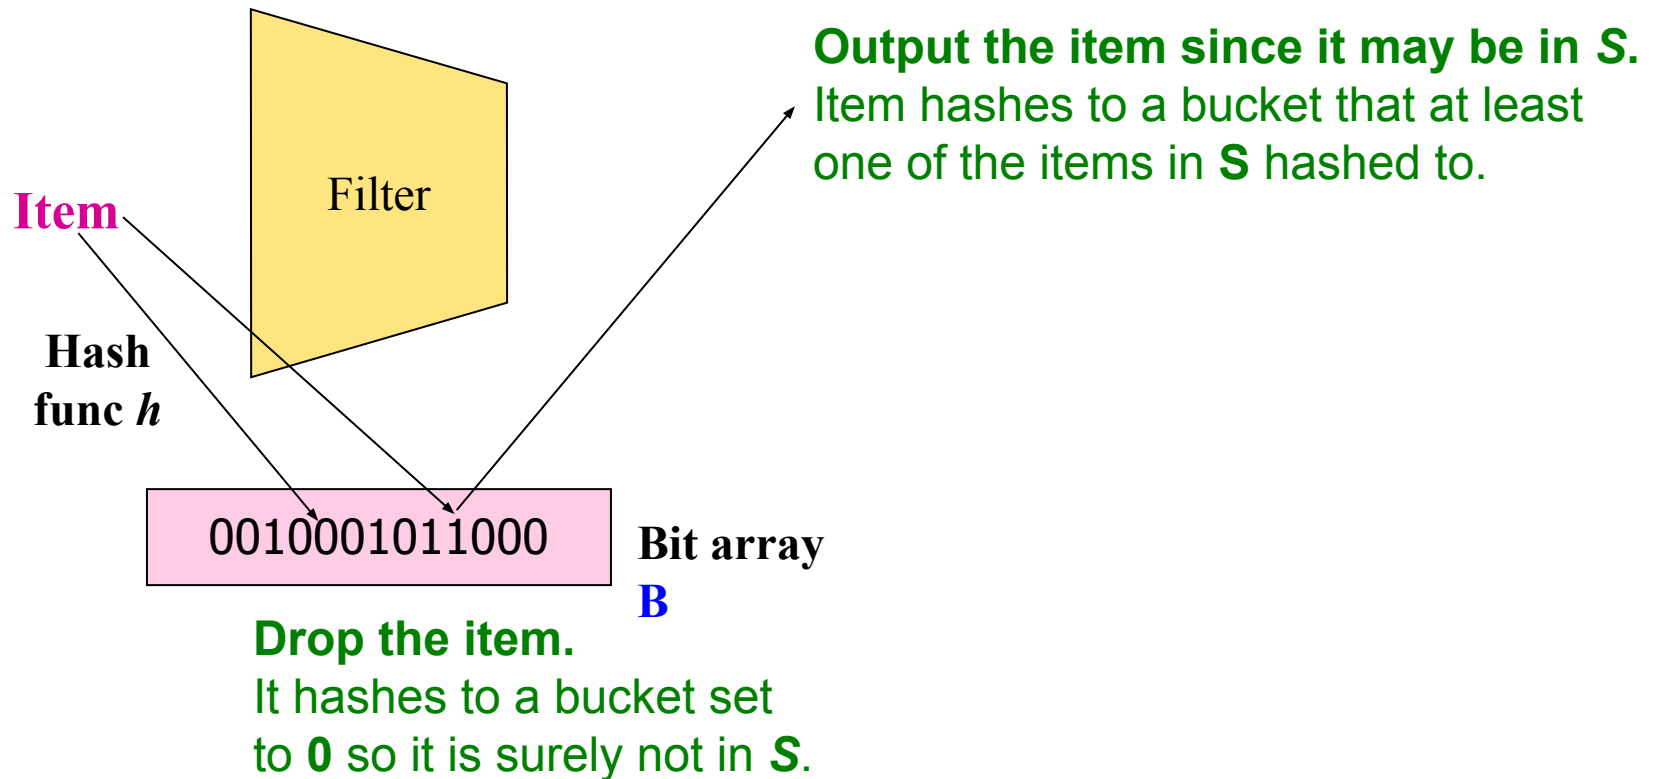 Output the item since it may be in S.
Item hashes to a bucket that at least
one of the items in S hashed to.
Filter
Item
Hash
func h
0010001011000
Bit array
B
Drop the item.
It hashes to a bucket set
to 0 so it is surely not in S.